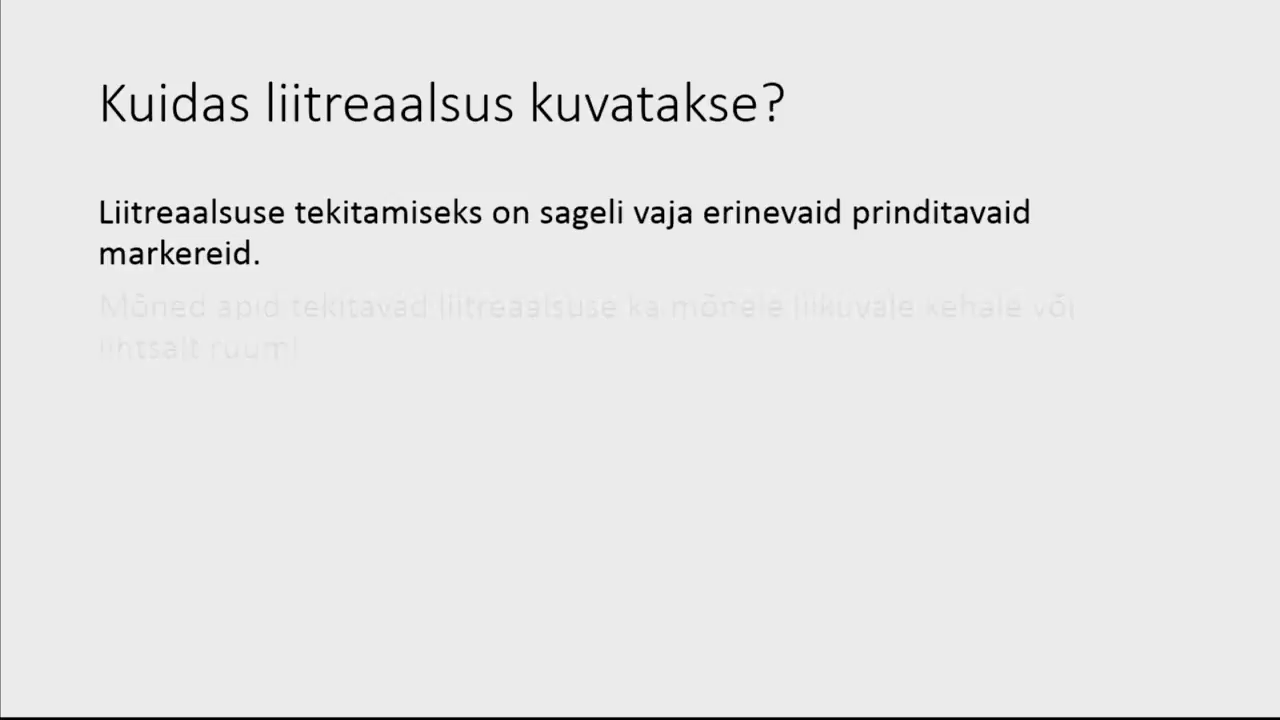 Kuidas liitreaalsus kuvatakse?
Liitreaalsuse tekitamiseks on sageli vaja erinevaid prinditavaid
markereid.
Mõned apid tekitavad liitreaalsuse ka mõnele liikuvale kehale või
lihtsalt ruumi